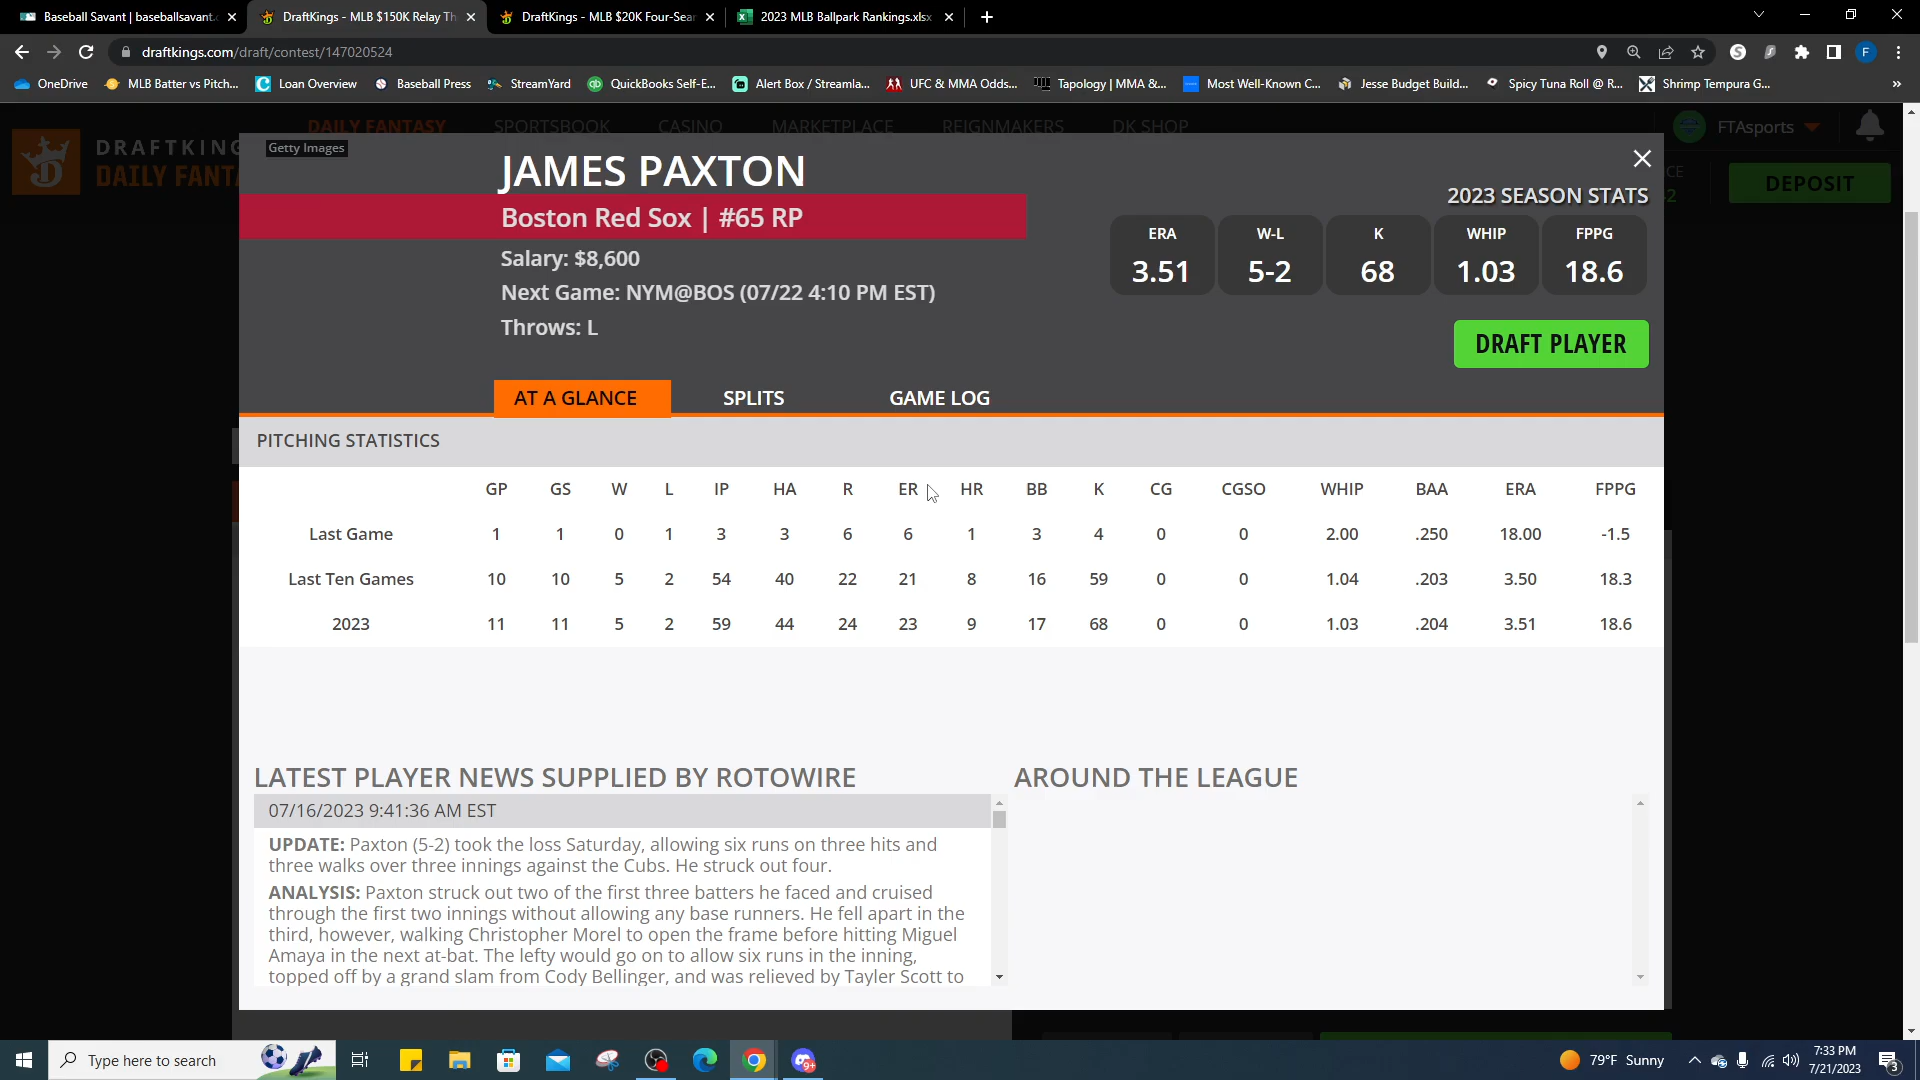 Baseball Savant | baseballsavant.
DraftKings - MLB $150K Relay Th
DraftKings - MLB $20K Four-Sea
2023 MLB Ballpark Rankings.xlsx
draftkings.com/draft/contest/147020524
OneDrive
MLB Batter vs Pitch...
Loan Overview
Baseball Press
StreamYard
QuickBooks Self-E...
Alert Box / Streamla...
UFC & MMA Odds...
Tapology | MMA &...
Most Well-Known C...
Jesse Budget Build...
Spicy Tuna Roll @ R...
Shrimp Tempura G...
»
F
DAILY FANTASY
SPORTSBOOK
CASINO
MARKETPLACE
REIGNMAKERS
DK SHOP
FTAsports
DRAFTKING
DAILY FANTA
DEPOSIT
Getty Images
JAMES PAXTON
Boston Red Sox | #65 RP
Salary: $8,600
Next Game: NYM@BOS (07/22 4:10 PM EST)
Throws: L
2023 SEASON STATS
ERA W-L K WHIP FPPG
3.51 5-2 68 1.03 18.6
DRAFT PLAYER
AT A GLANCE SPLITS GAME LOG
PITCHING STATISTICS
GP GS W L IP HA R ER HR BB K CG CGSO WHIP BAA ERA FPPG
Last Game 1 1 0 1 3 3 6 6 1 3 4 0 0 2.00 .250 18.00 -1.5
Last Ten Games 10 10 5 2 54 40 22 21 8 16 59 0 0 1.04 .203 3.50 18.3
2023 11 11 5 2 59 44 24 23 9 17 68 0 0 1.03 .204 3.51 18.6
LATEST PLAYER NEWS SUPPLIED BY ROTOWIRE
07/16/2023 9:41:36 AM EST
UPDATE: Paxton (5-2) took the loss Saturday, allowing six runs on three hits and
three walks over three innings against the Cubs. He struck out four.
ANALYSIS: Paxton struck out two of the first three batters he faced and cruised
through the first two innings without allowing any base runners. He fell apart in the
third, however, walking Christopher Morel to open the frame before hitting Miguel
Amaya in the next at-bat. The lefty would go on to allow six runs in the inning,
topped off by a grand slam from Cody Bellinger, and was relieved by Tayler Scott to
AROUND THE LEAGUE
Type here to search
79°F Sunny
7:33 PM
7/21/2023
3